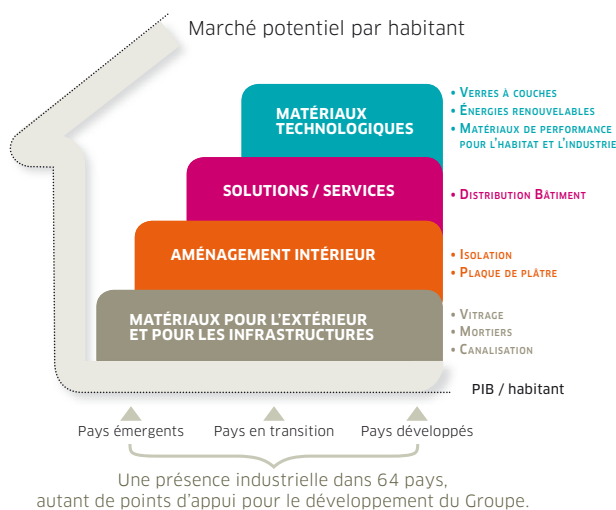 Marché potentiel par habitant
MATÉRIAUX
TECHNOLOGIQUES
• Verres à couches
• Énergies renouvelables
• Matériaux de performance
pour l'habitat et l'industrie
SOLUTIONS / SERVICES
• Distribution Bâtiment
AMÉNAGEMENT INTÉRIEUR
• Isolation
• Plaque de plâtre
MATÉRIAUX POUR L'EXTÉRIEUR
ET POUR LES INFRASTRUCTURES
• Vitrage
• Mortiers
• Canalisation
PIB / habitant
Pays émergents
Pays en transition
Pays développés
Une présence industrielle dans 64 pays,
autant de points d'appui pour le développement du Groupe.